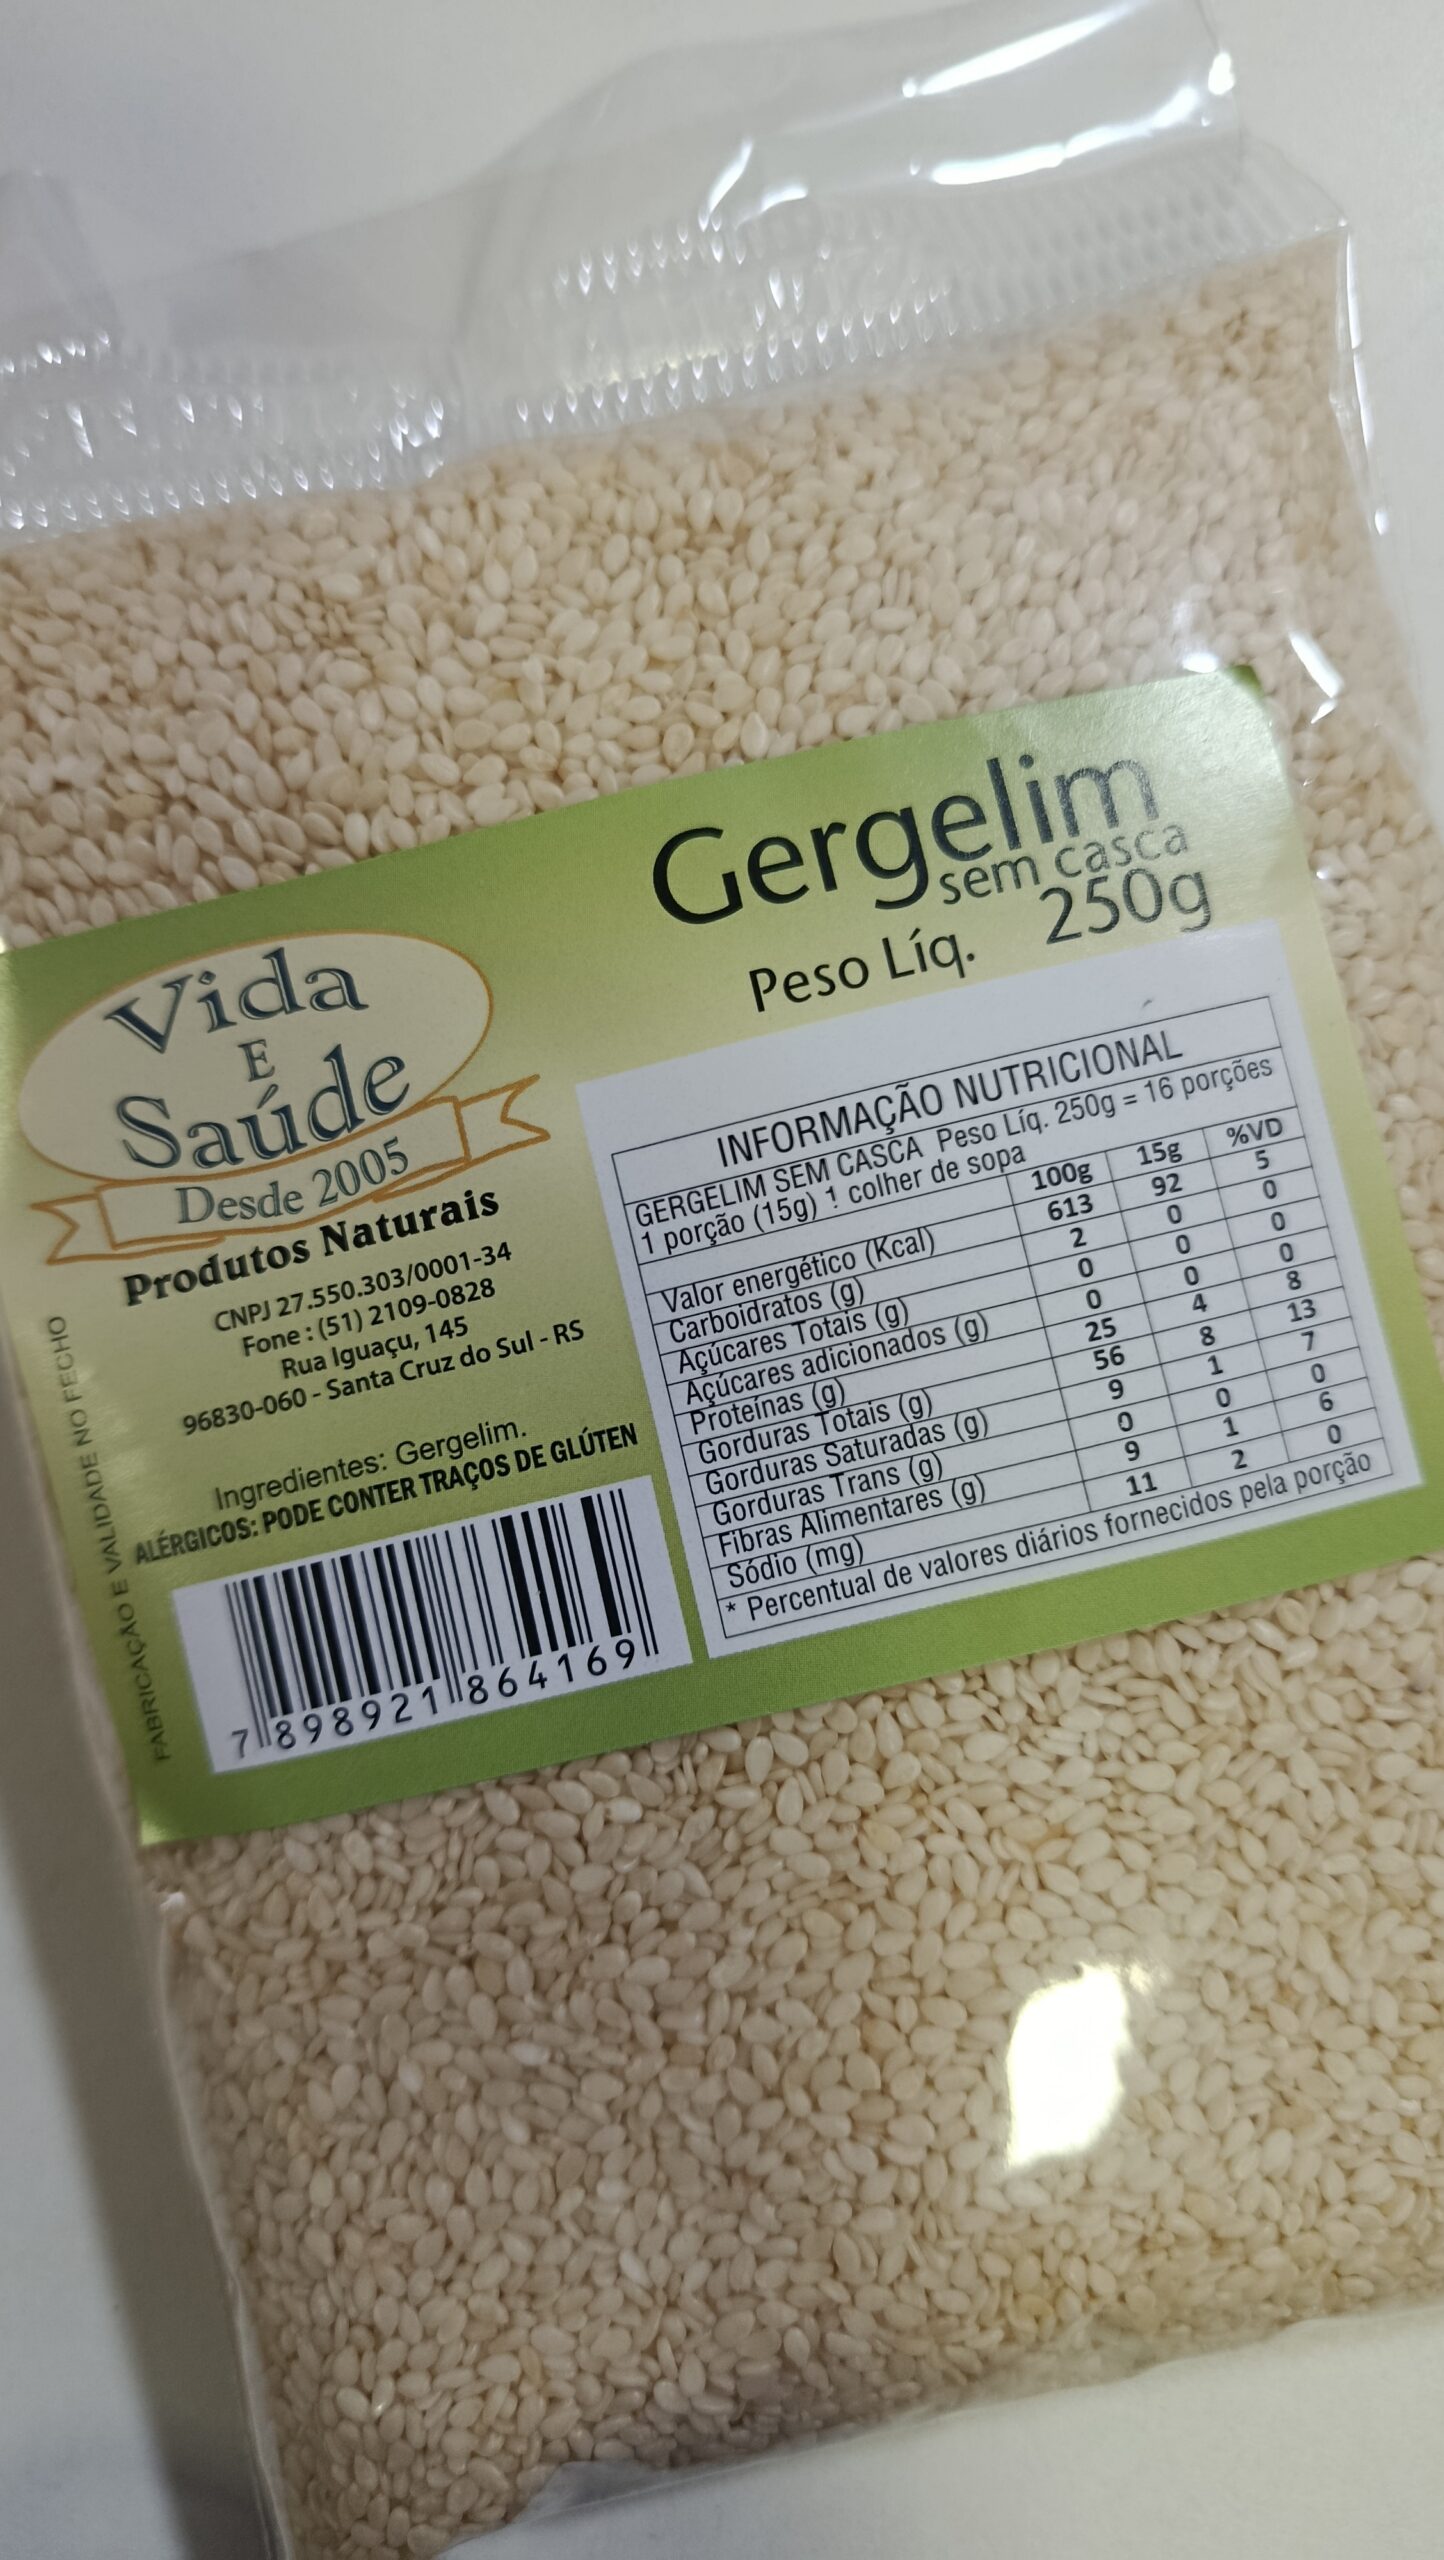 Gergelim
sem casca
Peso Líq. 250g
Vida
E
Saúde
Desde 2005
Produtos Naturais
CNPJ 27.550.303/0001-34
Fone : (51) 2109-0828
Rua Iguaçu, 145
96830-060 - Santa Cruz do Sul - RS
Ingredientes: Gergelim.
ALÉRGICOS: PODE CONTER TRAÇOS DE GLÚTEN
FABRICAÇÃO E VALIDADE NO FECHO
7 898921 864169
INFORMAÇÃO NUTRICIONAL
GERGELIM SEM CASCA Peso Líq. 250g = 16 porções
1 porção (15g) 1 colher de sopa
100g 15g %VD
Valor energético (Kcal) 613 92 5
Carboidratos (g) 2 0 0
Açúcares Totais (g) 0 0 0
Açúcares adicionados (g) 0 0 0
Proteínas (g) 25 4 8
Gorduras Totais (g) 56 8 13
Gorduras Saturadas (g) 9 1 7
Gorduras Trans (g) 0 0 0
Fibras Alimentares (g) 9 1 6
Sódio (mg) 11 2 0
* Percentual de valores diários fornecidos pela porção